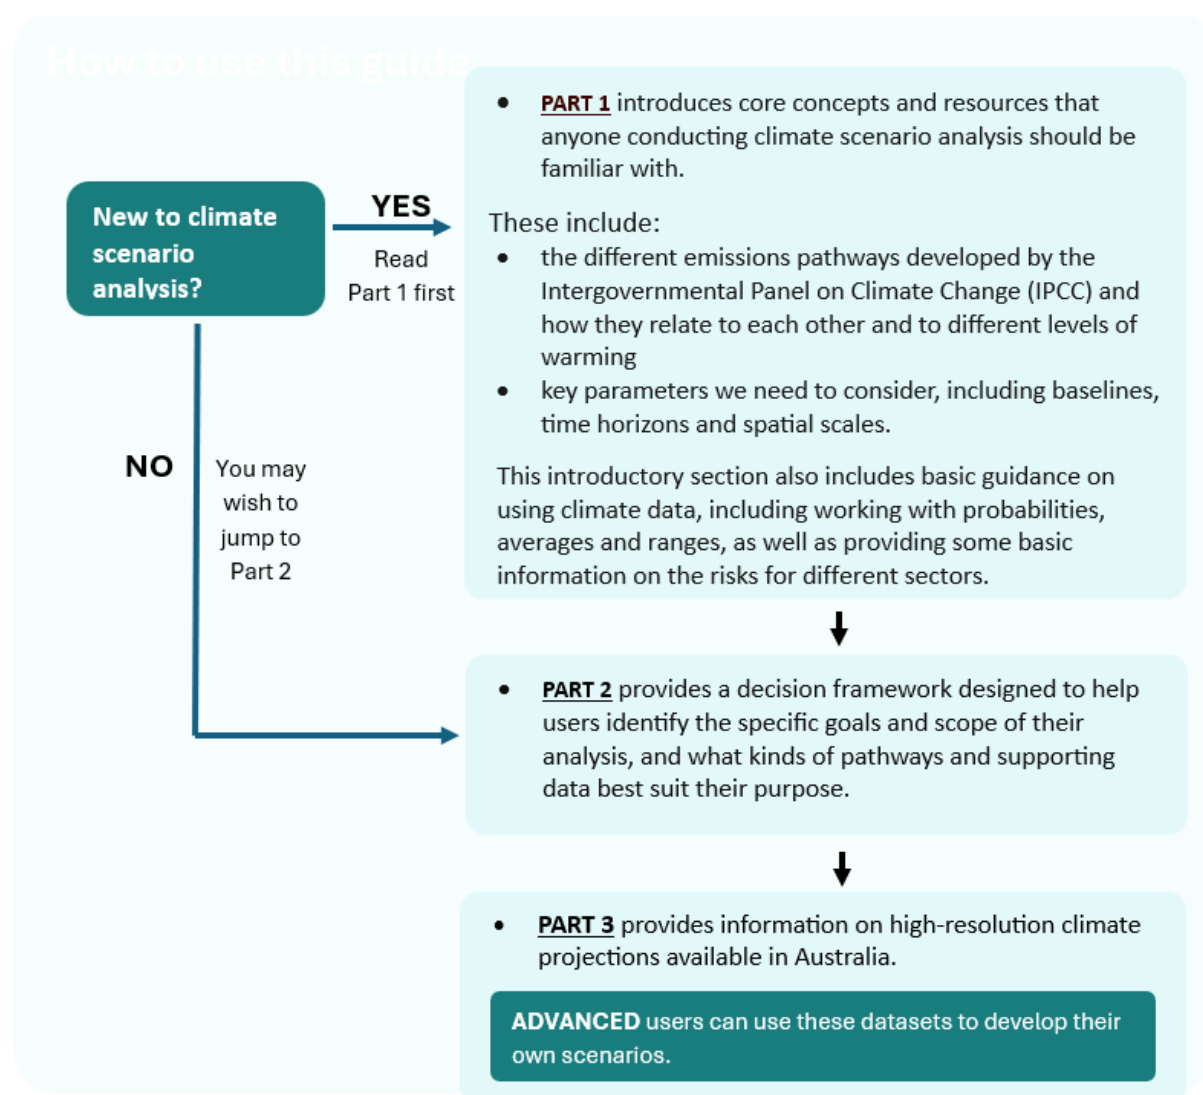 How to use this guide
New to climate
scenario
analysis?
YES
Read
Part 1 first
NO
You may
wish to
jump to
Part 2
• PART 1 introduces core concepts and resources that
anyone conducting climate scenario analysis should be
familiar with.
These include:
• the different emissions pathways developed by the
Intergovernmental Panel on Climate Change (IPCC) and
how they relate to each other and to different levels of
warming
• key parameters we need to consider, including baselines,
time horizons and spatial scales.
This introductory section also includes basic guidance on
using climate data, including working with probabilities,
averages and ranges, as well as providing some basic
information on the risks for different sectors.
• PART 2 provides a decision framework designed to help
users identify the specific goals and scope of their
analysis, and what kinds of pathways and supporting
data best suit their purpose.
• PART 3 provides information on high-resolution climate
projections available in Australia.
ADVANCED users can use these datasets to develop their
own scenarios.